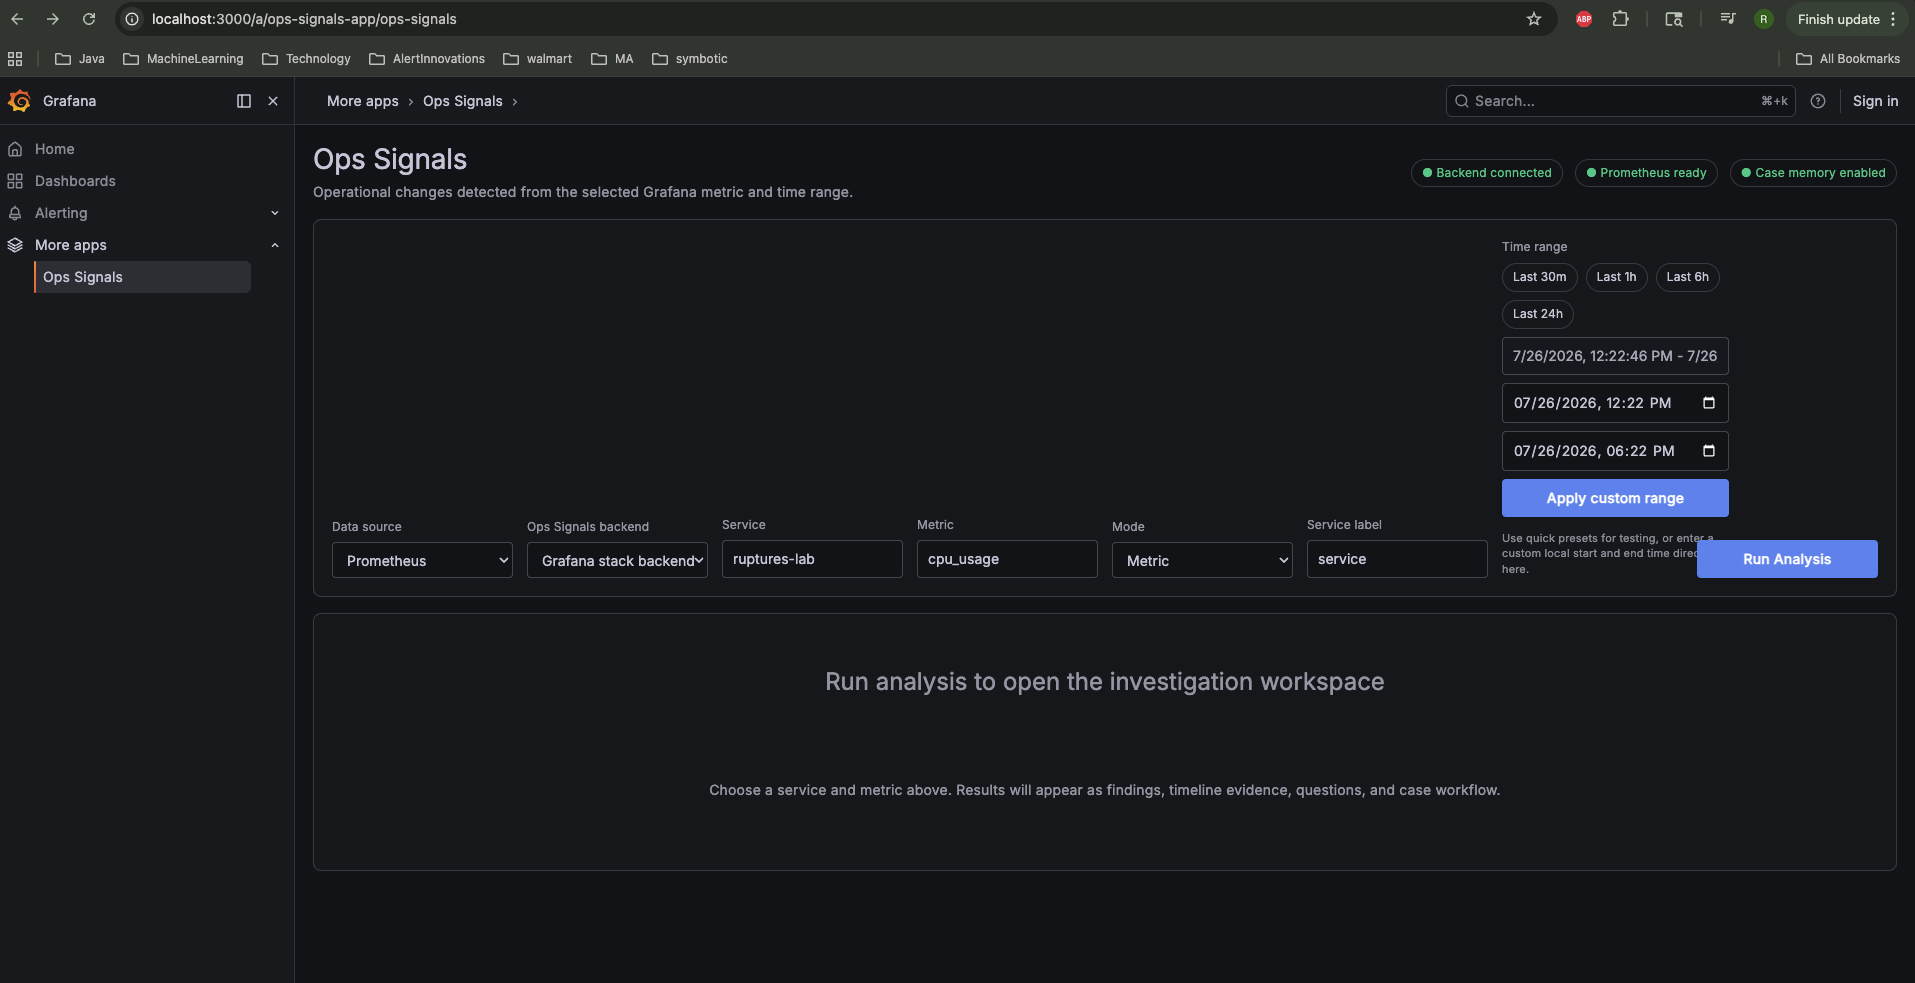 localhost:3000/a/ops-signals-app/ops-signals
ABP
R
Finish update
Java
MachineLearning
Technology
AlertInnovations
walmart
MA
symbotic
All Bookmarks
Grafana
More apps › Ops Signals ›
Search...
⌘+k
Sign in
Home
Dashboards
Alerting
More apps
Ops Signals
Ops Signals
Operational changes detected from the selected Grafana metric and time range.
Backend connected
Prometheus ready
Case memory enabled
Time range
Last 30m
Last 1h
Last 6h
Last 24h
7/26/2026, 12:22:46 PM - 7/26
07/26/2026, 12:22 PM
07/26/2026, 06:22 PM
Apply custom range
Data source
Prometheus
Ops Signals backend
Grafana stack backend
Service
ruptures-lab
Metric
cpu_usage
Mode
Metric
Service label
service
Use quick presets for testing, or enter a
custom local start and end time direc
here.
Run Analysis
Run analysis to open the investigation workspace
Choose a service and metric above. Results will appear as findings, timeline evidence, questions, and case workflow.